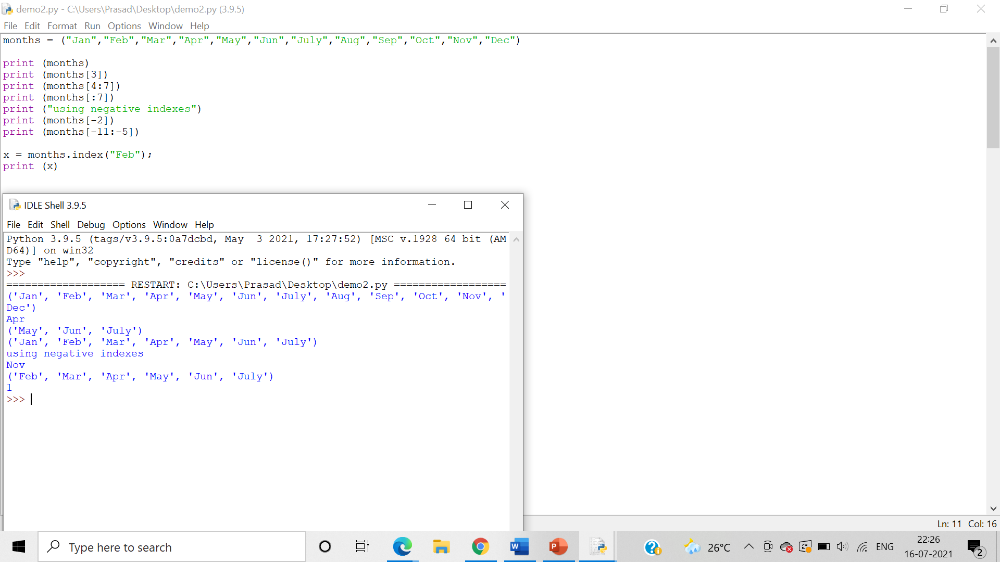 demo2.py - C:\Users\Prasad\Desktop\demo2.py (3.9.5)
File Edit Format Run Options Window Help
months = ("Jan","Feb","Mar","Apr","May","Jun","July","Aug","Sep","Oct","Nov","Dec")
print (months)
print (months[3])
print (months[4:7])
print (months[:7])
print ("using negative indexes")
print (months[-2])
print (months[-11:-5])
x = months.index("Feb");
print (x)
IDLE Shell 3.9.5
File Edit Shell Debug Options Window Help
Python 3.9.5 (tags/v3.9.5:0a7dcbd, May  3 2021, 17:27:52) [MSC v.1928 64 bit (AM
D64)] on win32
Type "help", "copyright", "credits" or "license()" for more information.
>>>
=================== RESTART: C:\Users\Prasad\Desktop\demo2.py ==================
('Jan', 'Feb', 'Mar', 'Apr', 'May', 'Jun', 'July', 'Aug', 'Sep', 'Oct', 'Nov', '
Dec')
Apr
('May', 'Jun', 'July')
('Jan', 'Feb', 'Mar', 'Apr', 'May', 'Jun', 'July')
using negative indexes
Nov
('Feb', 'Mar', 'Apr', 'May', 'Jun', 'July')
1
>>>
Ln: 11 Col: 16
Type here to search
26°C
ENG
22:26
16-07-2021
2